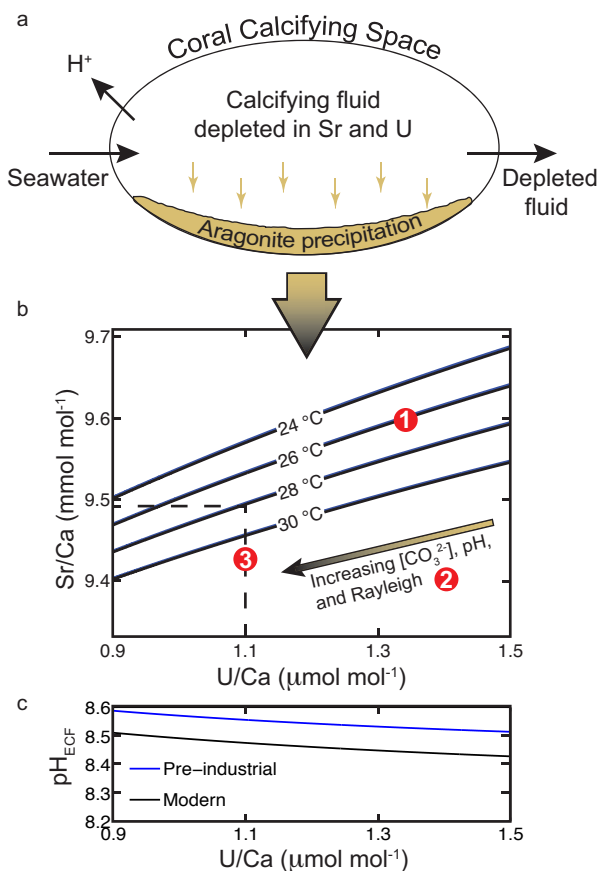 a
Coral Calcifying Space
H⁺
Calcifying fluid
depleted in Sr and U
Seawater
Depleted
fluid
Aragonite precipitation
b
9.7
9.6
9.5
9.4
Sr/Ca (mmol mol⁻¹)
24 °C
26 °C
28 °C
30 °C
1
3
Increasing [CO₃²⁻], pH,
and Rayleigh 2
0.9 1.1 1.3 1.5
U/Ca (μmol mol⁻¹)
c
8.6
8.5
8.4
8.3
8.2
pH_ECF
Pre−industrial
Modern
0.9 1.1 1.3 1.5
U/Ca (μmol mol⁻¹)